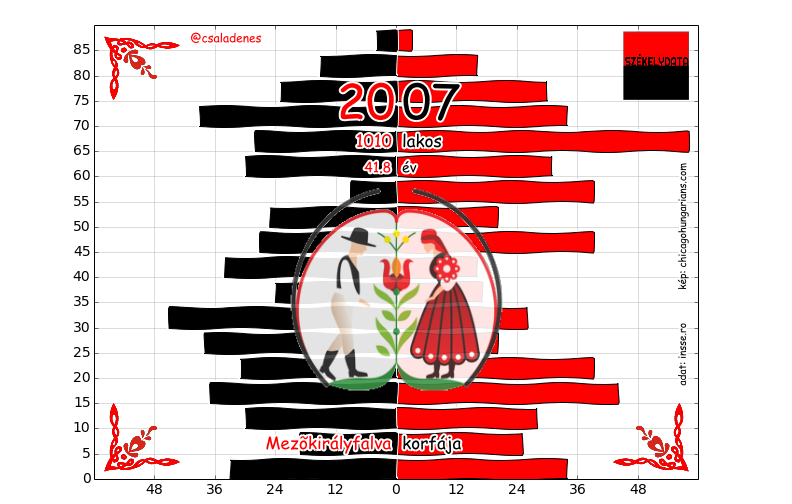 @csaladenes
SZÉKELYDATA
2007
1010 lakos
41.8 év
kép: chicagohungarians.com
adat: insse.ro
Mezõkirályfalva korfája
85
80
75
70
65
60
55
50
45
40
35
30
25
20
15
10
5
0
48 36 24 12 0 12 24 36 48